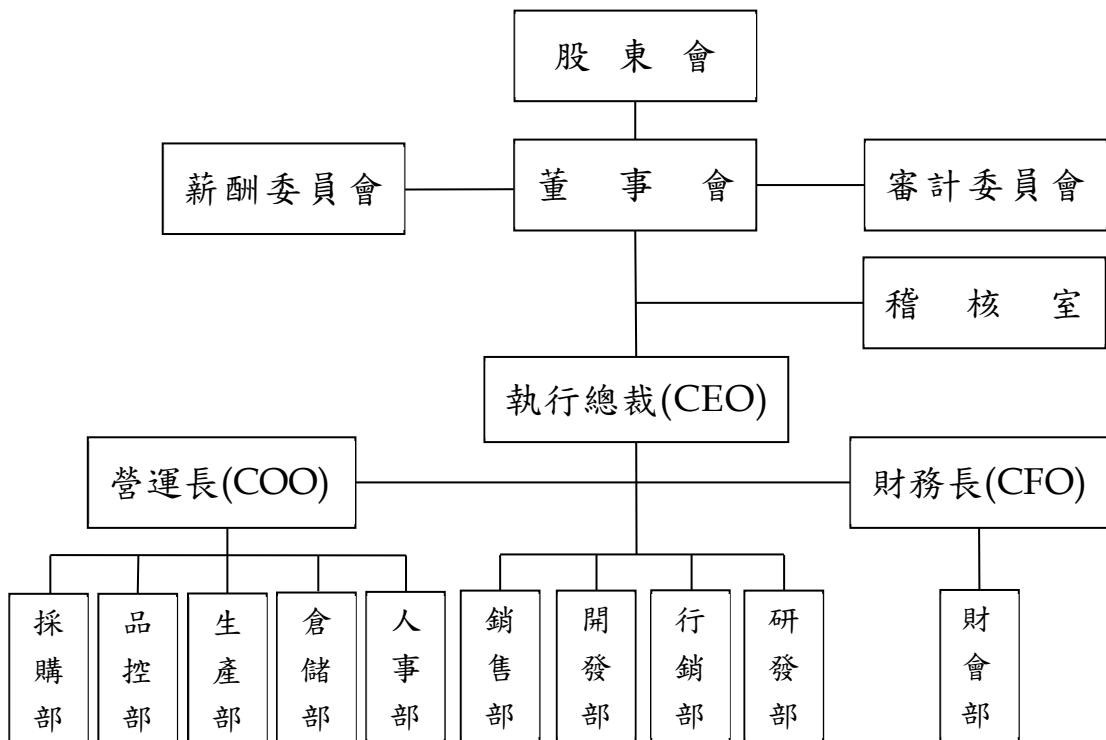 股東會
薪酬委員會
董事會
審計委員會
稽核室
執行總裁(CEO)
營運長(COO)
財務長(CFO)
採購部
品控部
生產部
倉儲部
人事部
銷售部
開發部
行銷部
研發部
財會部